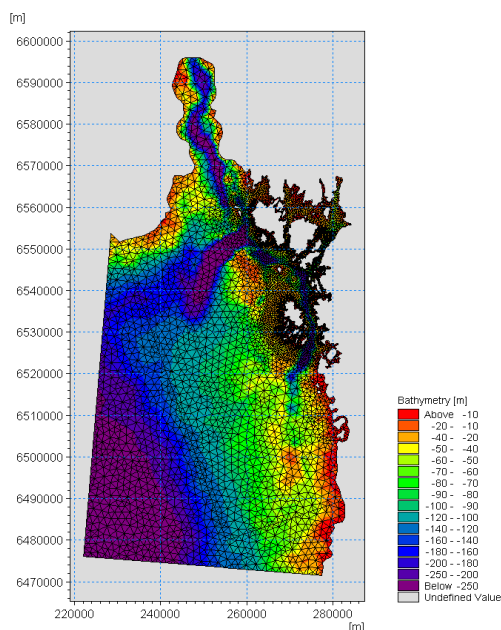 [m]
6600000
6590000
6580000
6570000
6560000
6550000
6540000
6530000
6520000
6510000
6500000
6490000
6480000
6470000
220000 240000 260000 280000
[m]
Bathymetry [m]
Above -10
-20 - -10
-40 - -20
-50 - -40
-60 - -50
-70 - -60
-80 - -70
-90 - -80
-100 - -90
-120 - -100
-140 - -120
-160 - -140
-180 - -160
-200 - -180
-250 - -200
Below -250
Undefined Value